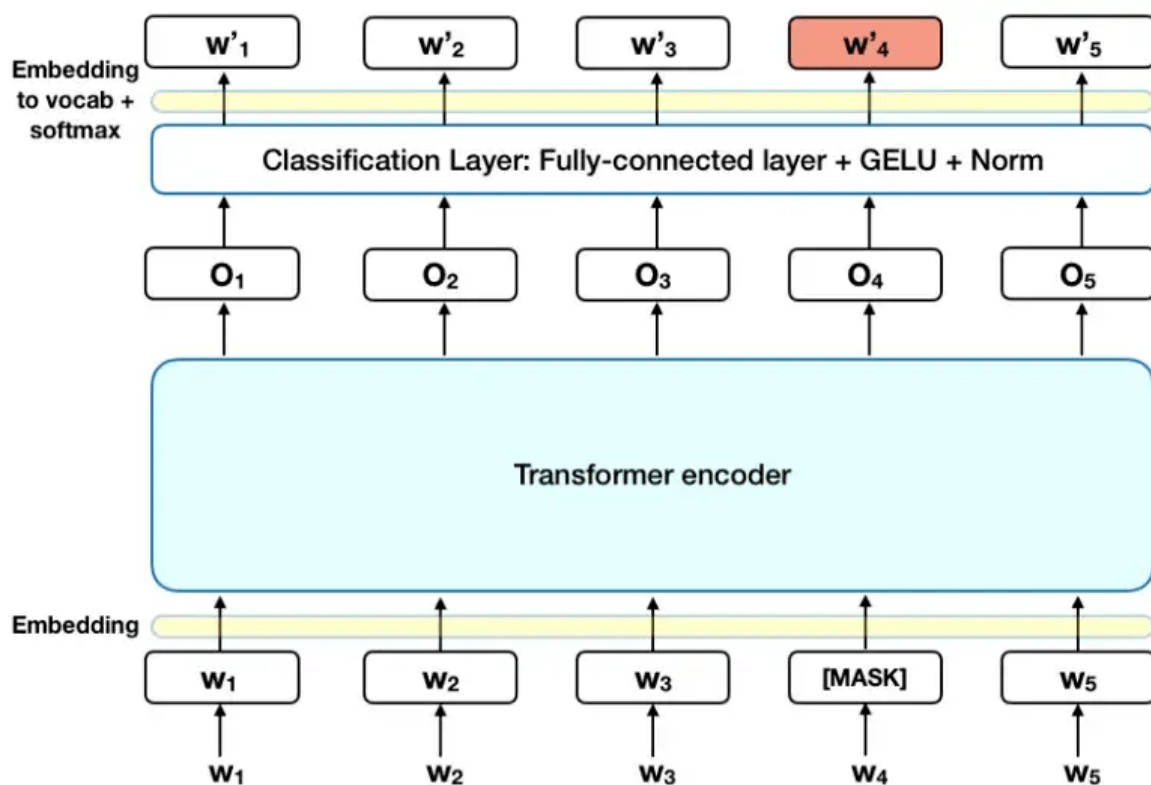 w'1 w'2 w'3 w'4 w'5
Embedding
to vocab +
softmax
Classification Layer: Fully-connected layer + GELU + Norm
O1 O2 O3 O4 O5
Transformer encoder
Embedding
W1 W2 W3 [MASK] W5
W1 W2 W3 W4 W5